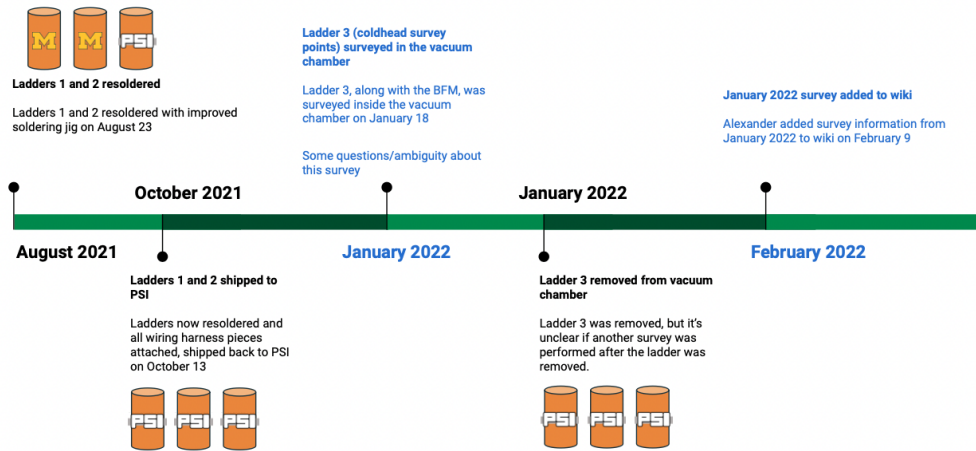 M M PSI
Ladders 1 and 2 resoldered
Ladders 1 and 2 resoldered with improved
soldering jig on August 23
August 2021
October 2021
Ladders 1 and 2 shipped to
PSI
Ladders now resoldered and
all wiring harness pieces
attached, shipped back to PSI
on October 13
PSI PSI PSI
Ladder 3 (coldhead survey
points) surveyed in the vacuum
chamber
Ladder 3, along with the BFM, was
surveyed inside the vacuum
chamber on January 18
Some questions/ambiguity about
this survey
January 2022
January 2022
Ladder 3 removed from vacuum
chamber
Ladder 3 was removed, but it’s
unclear if another survey was
performed after the ladder was
removed.
PSI PSI PSI
January 2022 survey added to wiki
Alexander added survey information from
January 2022 to wiki on February 9
February 2022